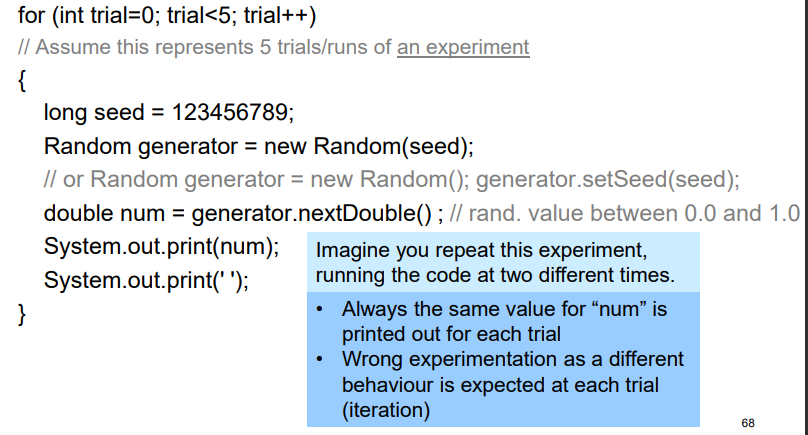 for (int trial=0; trial<5; trial++)
// Assume this represents 5 trials/runs of an experiment
{
long seed = 123456789;
Random generator = new Random(seed);
// or Random generator = new Random(); generator.setSeed(seed);
double num = generator.nextDouble() ; // rand. value between 0.0 and 1.0
System.out.print(num);
System.out.print(' ');
}
Imagine you repeat this experiment,
running the code at two different times.
• Always the same value for “num” is
printed out for each trial
• Wrong experimentation as a different
behaviour is expected at each trial
(iteration)
68